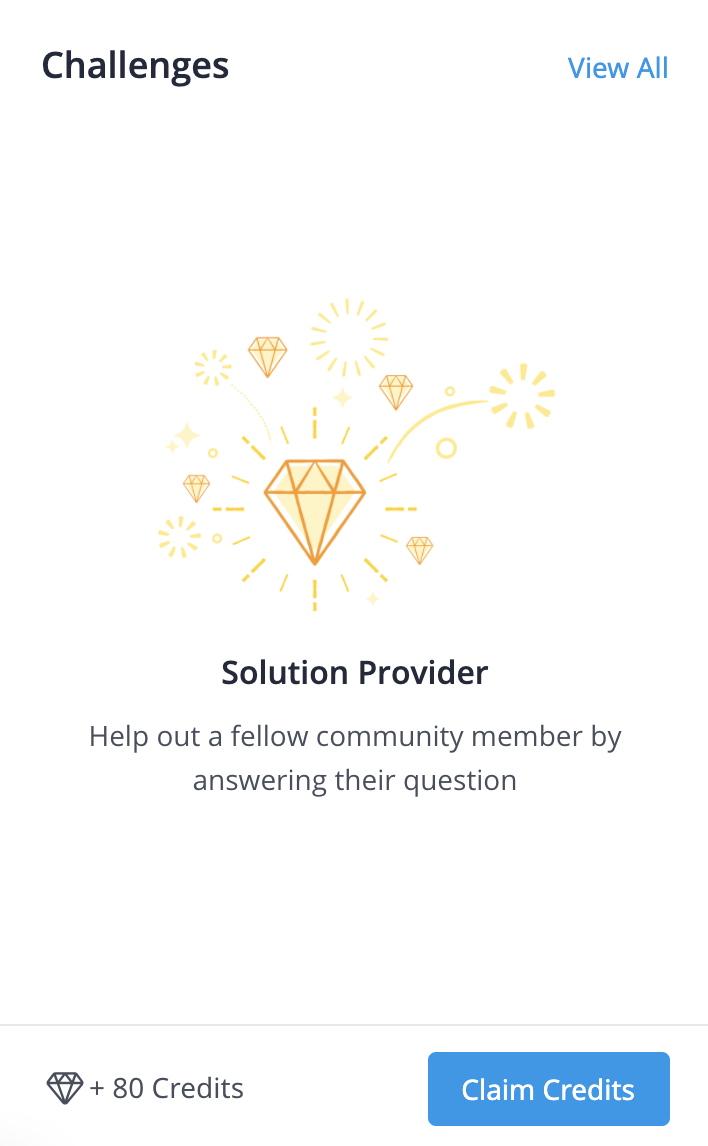 Challenges
View All
Solution Provider
Help out a fellow community member by
answering their question
+ 80 Credits
Claim Credits